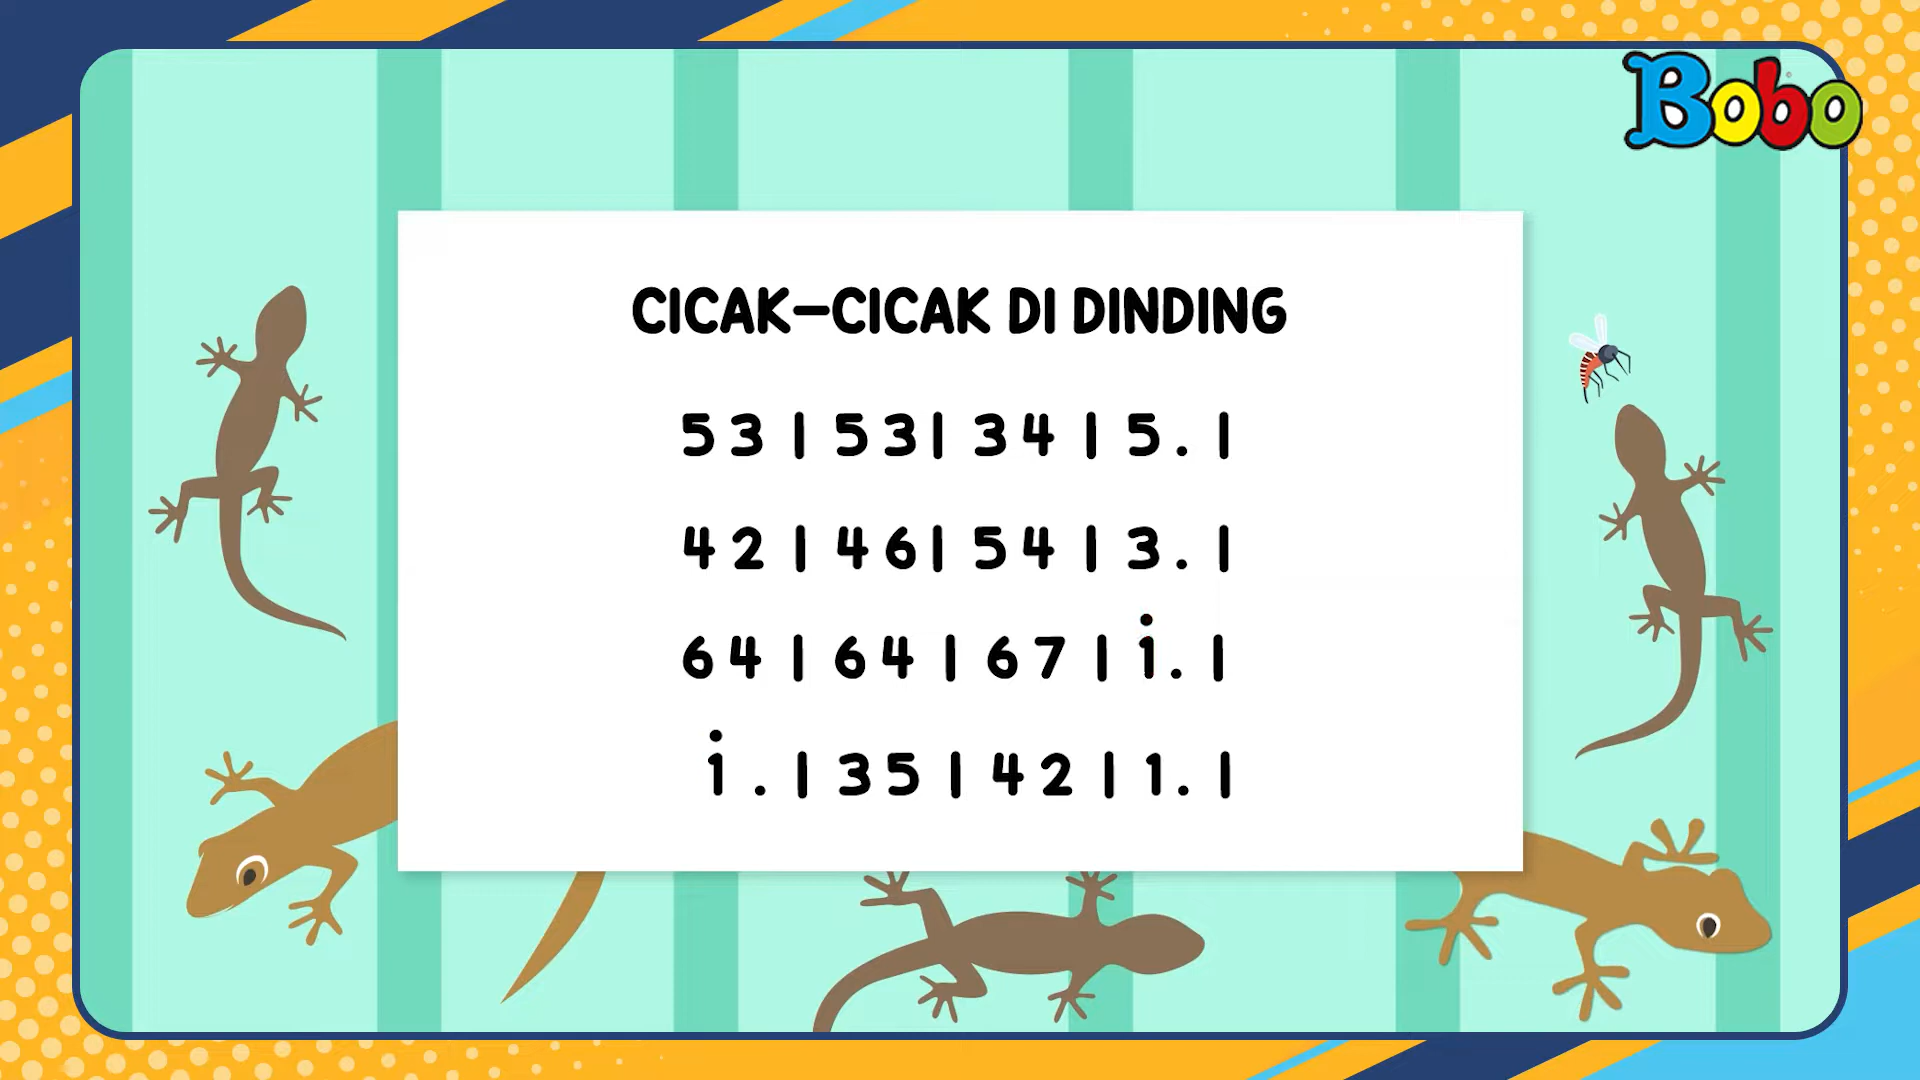 Bobo
CICAK-CICAK DI DINDING
5 3 | 5 3 | 3 4 | 5 . |
4 2 | 4 6 | 5 4 | 3 . |
6 4 | 6 4 | 6 7 | i . |
i . | 3 5 | 4 2 | 1 . |